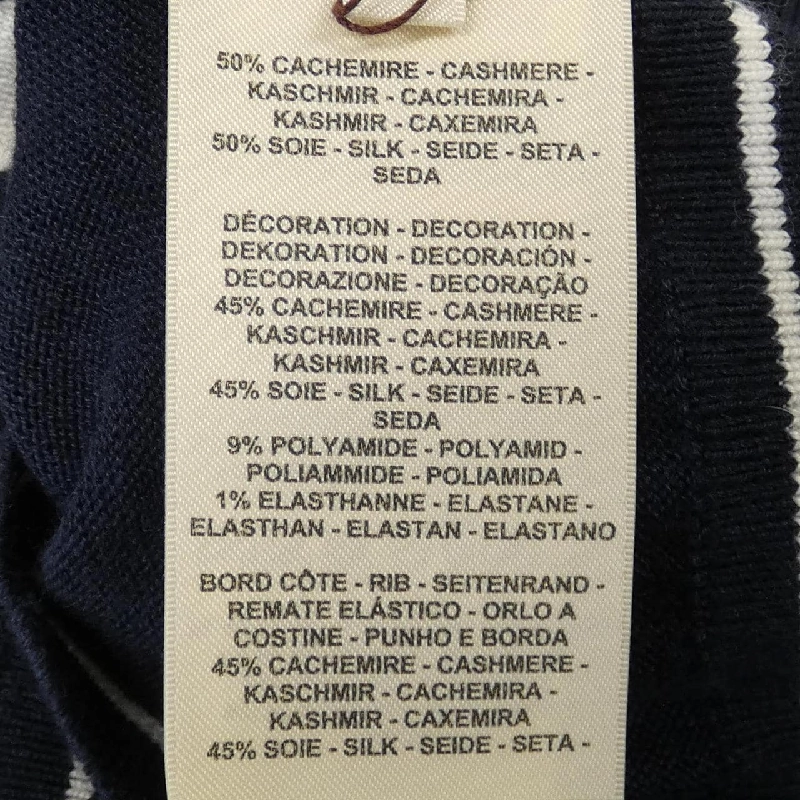 50% CACHEMIRE - CASHMERE -
KASCHMIR - CACHEMIRA -
KASHMIR - CAXEMIRA
50% SOIE - SILK - SEIDE - SETA -
SEDA
DÉCORATION - DECORATION -
DEKORATION - DECORACIÓN -
DECORAZIONE - DECORAÇÃO
45% CACHEMIRE - CASHMERE -
KASCHMIR - CACHEMIRA -
KASHMIR - CAXEMIRA
45% SOIE - SILK - SEIDE - SETA -
SEDA
9% POLYAMIDE - POLYAMID -
POLIAMMIDE - POLIAMIDA
1% ELASTHANNE - ELASTANE -
ELASTHAN - ELASTAN - ELASTANO
BORD CÔTE - RIB - SEITENRAND -
REMATE ELÁSTICO - ORLO A
COSTINE - PUNHO E BORDA
45% CACHEMIRE - CASHMERE -
KASCHMIR - CACHEMIRA -
KASHMIR - CAXEMIRA
45% SOIE - SILK - SEIDE - SETA -